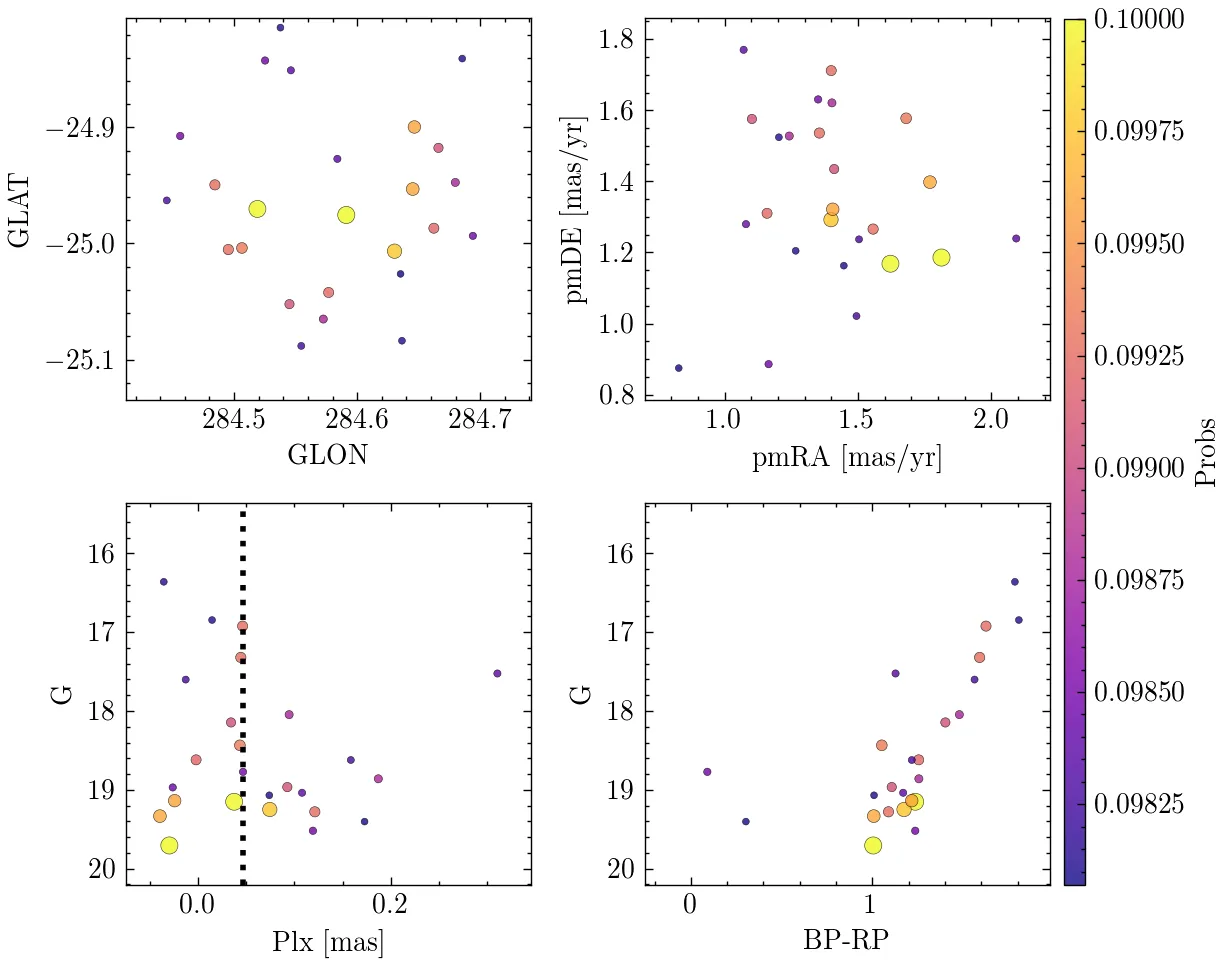 GLAT
−24.9
−25.0
−25.1
284.5 284.6 284.7
GLON
pmDE [mas/yr]
1.8
1.6
1.4
1.2
1.0
0.8
1.0 1.5 2.0
pmRA [mas/yr]
G
16
17
18
19
20
0.0 0.2
Plx [mas]
G
16
17
18
19
20
0 1
BP-RP
0.10000
0.09975
0.09950
0.09925
0.09900
0.09875
0.09850
0.09825
Probs